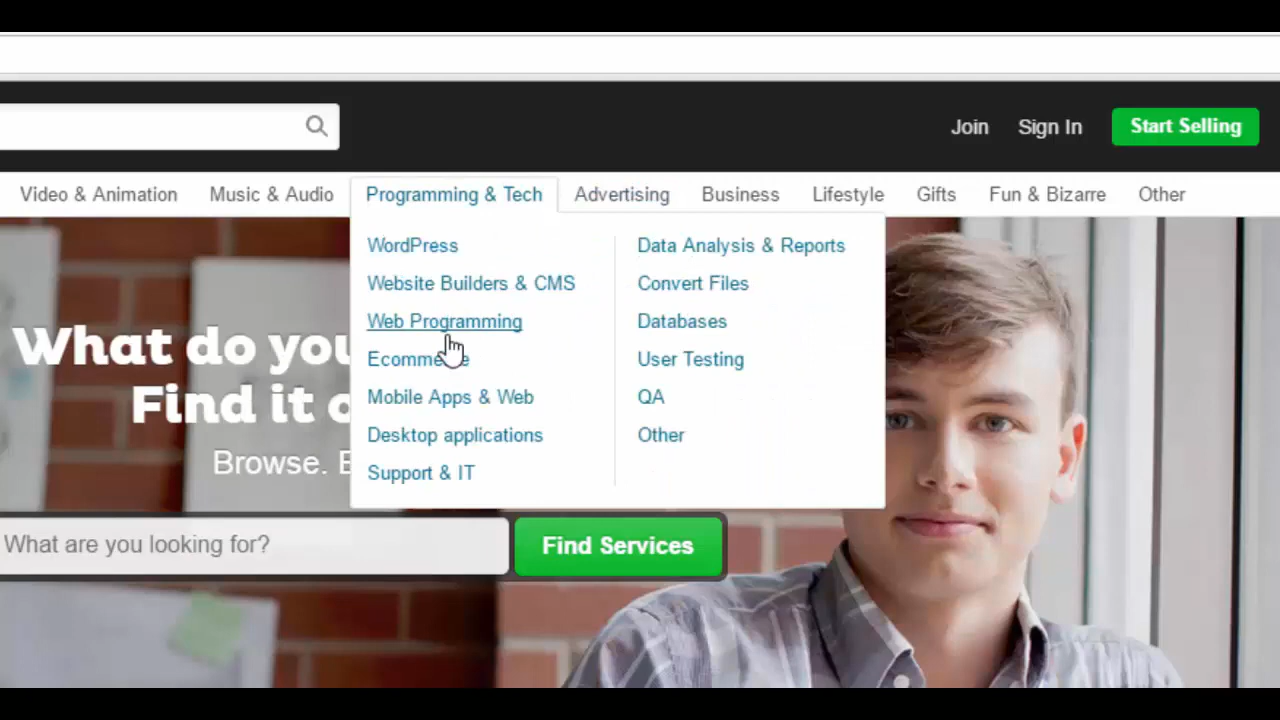 Join Sign In Start Selling
Video & Animation Music & Audio Programming & Tech Advertising Business Lifestyle Gifts Fun & Bizarre Other
WordPress
Website Builders & CMS
Web Programming
Ecommerce
Mobile Apps & Web
Desktop applications
Support & IT
Data Analysis & Reports
Convert Files
Databases
User Testing
QA
Other
What do you
Find it o
Browse. B
What are you looking for?
Find Services